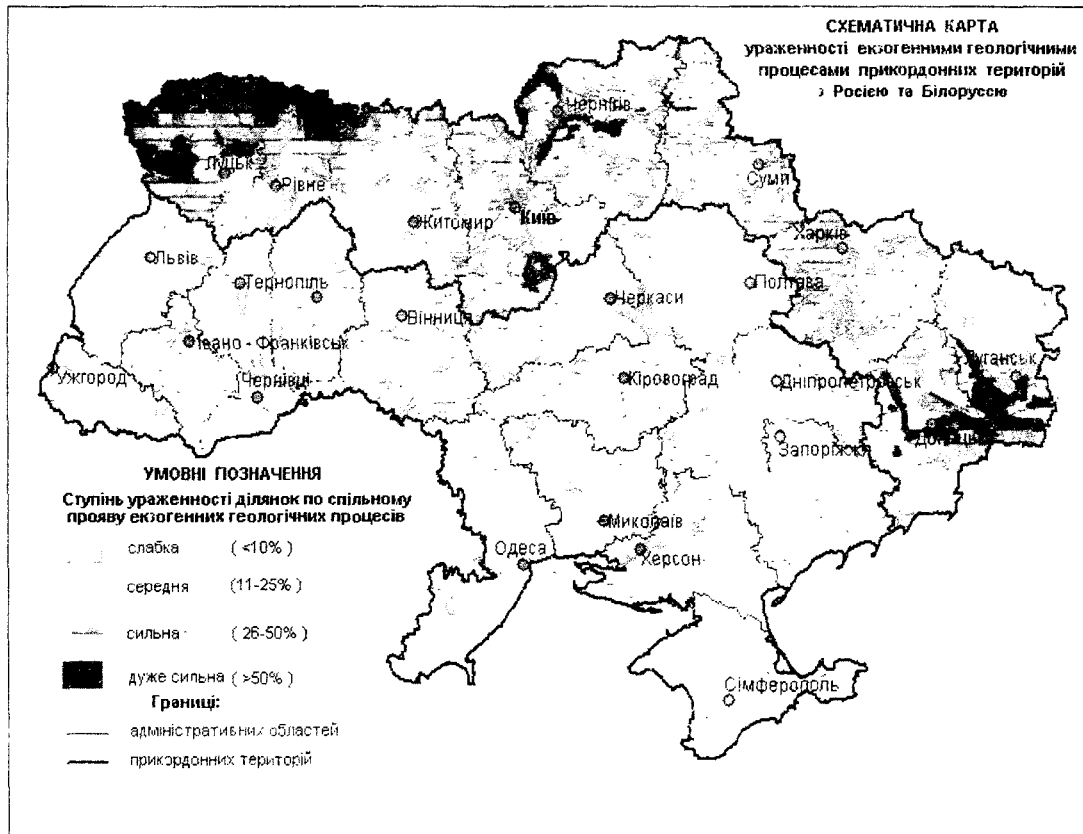 СХЕМАТИЧНА КАРТА
ураженності екзогенними геологічними
процесами прикордонних територій
з Росією та Білоруссю
Чернігів
Луцьк
Рівне
Суми
Житомир
Київ
Харків
Львів
Тернопіль
Полтава
Черкаси
Вінниця
Івано - Франківськ
Луганськ
Ужгород
Чернівці
Кіровоград
Дніпропетровськ
Донецьк
Запоріжжя
УМОВНІ ПОЗНАЧЕННЯ
Ступінь ураженності ділянок по спільному
прояву екзогенних геологічних процесів
Миколаїв
слабка ( <10% )
Одеса
Херсон
середня (11-25% )
сильна ( 26-50% )
дуже сильна ( >50% )
Сімферополь
Границі:
адміністративних областей
прикордонних територій